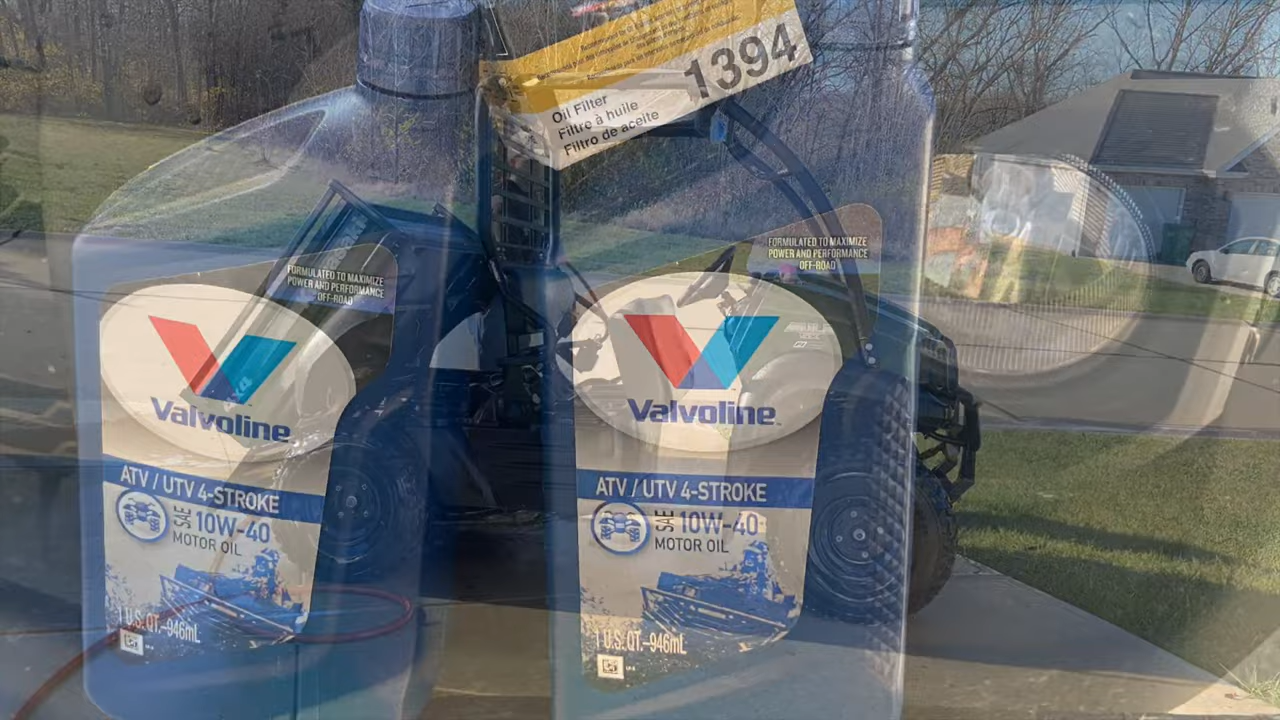 1394
Oil Filter
Filtre à huile
Filtro de aceite
FORMULATED TO MAXIMIZE
POWER AND PERFORMANCE
OFF-ROAD
Valvoline
ATV / UTV 4-STROKE
SAE 10W-40
MOTOR OIL
1 U.S. QT.-946mL
FORMULATED TO MAXIMIZE
POWER AND PERFORMANCE
OFF-ROAD
Valvoline
ATV / UTV 4-STROKE
SAE 10W-40
MOTOR OIL
1 U.S. QT.-946mL